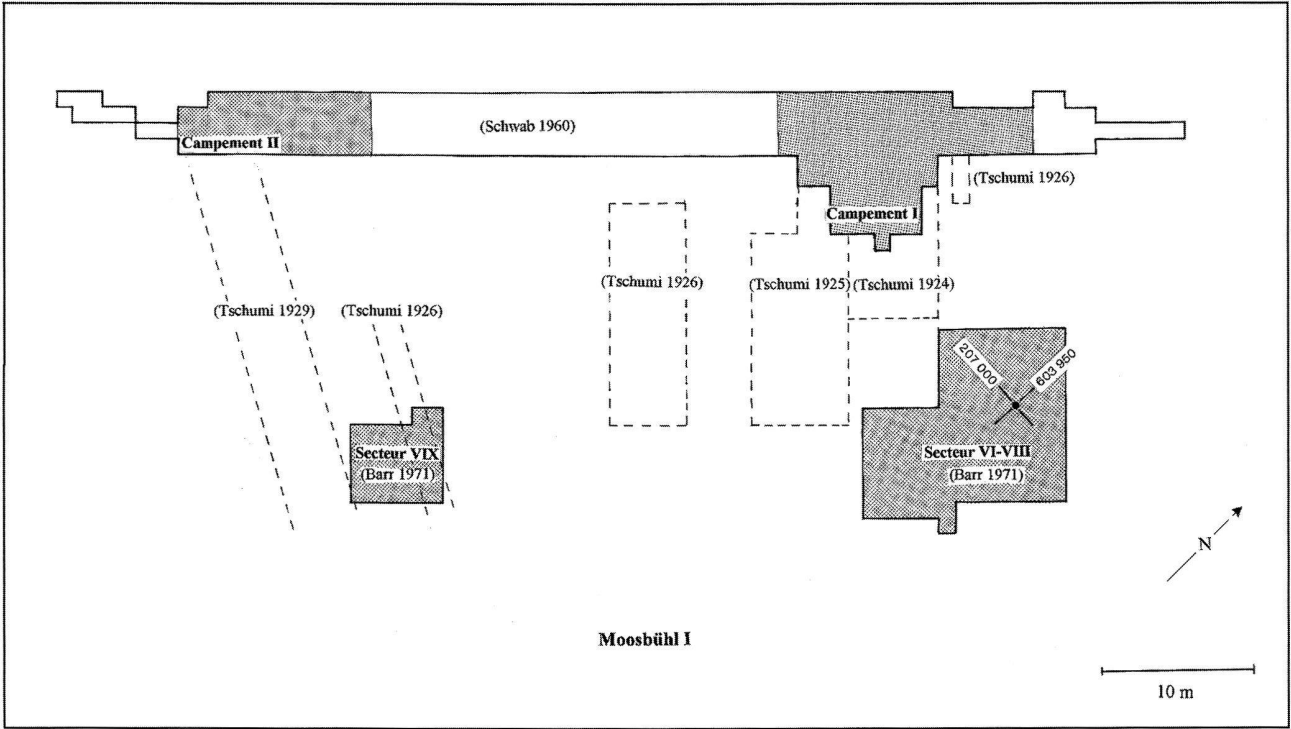 (Schwab 1960)
Campement II
(Tschumi 1926)
Campement I
(Tschumi 1926)
(Tschumi 1925)
(Tschumi 1924)
(Tschumi 1929)
(Tschumi 1926)
207 000
603 950
Secteur VIX
(Barr 1971)
Secteur VI-VIII
(Barr 1971)
N
Moosbühl I
10 m